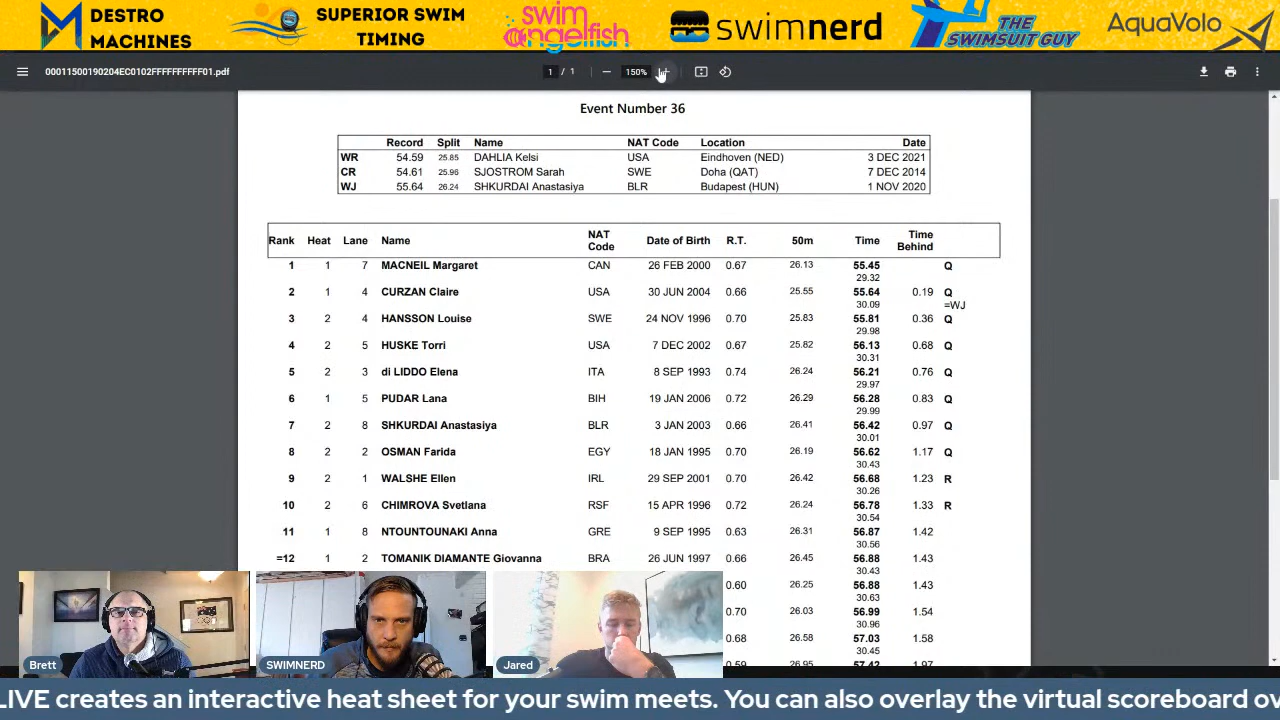 DESTRO MACHINES
SUPERIOR SWIM TIMING
swim angelfish
swimnerd
THE SWIMSUIT GUY
AquaVolo
00011500190204EC0102FFFFFFFFFF01.pdf 1 / 1 150%
Event Number 36
Record Split Name NAT Code Location Date
WR 54.59 25.85 DAHLIA Kelsi USA Eindhoven (NED) 3 DEC 2021
CR 54.61 25.96 SJOSTROM Sarah SWE Doha (QAT) 7 DEC 2014
WJ 55.64 26.24 SHKURDAI Anastasiya BLR Budapest (HUN) 1 NOV 2020
Rank Heat Lane Name NAT Code Date of Birth R.T. 50m Time Time Behind
1 1 7 MACNEIL Margaret CAN 26 FEB 2000 0.67 26.13 55.45 Q
29.32
2 1 4 CURZAN Claire USA 30 JUN 2004 0.66 25.55 55.64 0.19 Q
30.09 =WJ
3 2 4 HANSSON Louise SWE 24 NOV 1996 0.70 25.83 55.81 0.36 Q
29.98
4 2 5 HUSKE Torri USA 7 DEC 2002 0.67 25.82 56.13 0.68 Q
30.31
5 2 3 di LIDDO Elena ITA 8 SEP 1993 0.74 26.24 56.21 0.76 Q
29.97
6 1 5 PUDAR Lana BIH 19 JAN 2006 0.72 26.29 56.28 0.83 Q
29.99
7 2 8 SHKURDAI Anastasiya BLR 3 JAN 2003 0.66 26.41 56.42 0.97 Q
30.01
8 2 2 OSMAN Farida EGY 18 JAN 1995 0.70 26.19 56.62 1.17 Q
30.43
9 2 1 WALSHE Ellen IRL 29 SEP 2001 0.70 26.42 56.68 1.23 R
30.26
10 2 6 CHIMROVA Svetlana RSF 15 APR 1996 0.72 26.24 56.78 1.33 R
30.54
11 1 8 NTOUNTOUNAKI Anna GRE 9 SEP 1995 0.63 26.31 56.87 1.42
30.56
=12 1 2 TOMANIK DIAMANTE Giovanna BRA 26 JUN 1997 0.66 26.45 56.88 1.43
30.43
0.60 26.25 56.88 1.43
30.63
0.70 26.03 56.99 1.54
30.96
0.68 26.58 57.03 1.58
30.45
0.59 26.95 57.42 1.97
Brett
SWIMNERD
Jared
LIVE creates an interactive heat sheet for your swim meets. You can also overlay the virtual scoreboard ov